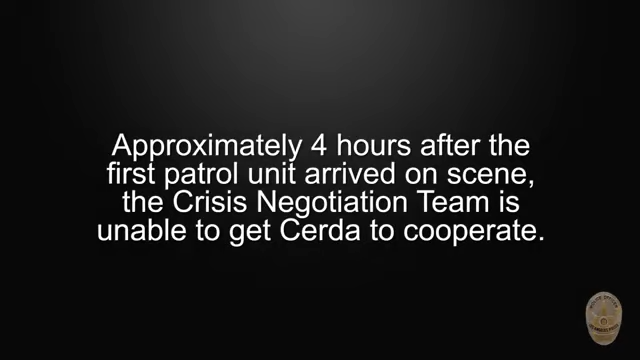 Approximately 4 hours after the
first patrol unit arrived on scene,
the Crisis Negotiation Team is
unable to get Cerda to cooperate.